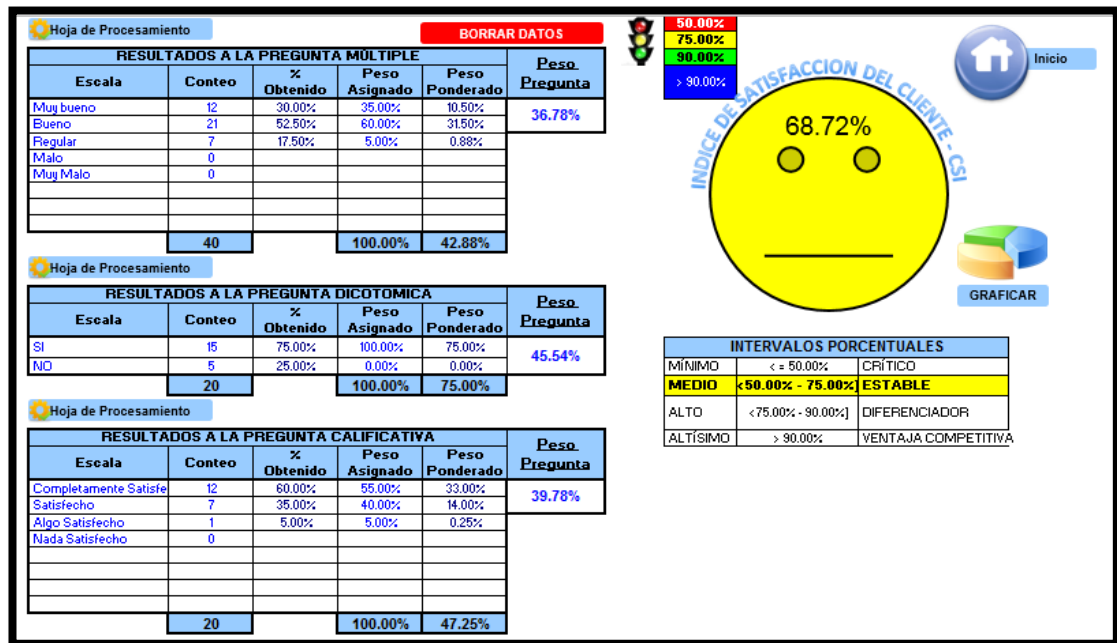 Hoja de Procesamiento
BORRAR DATOS
RESULTADOS A LA PREGUNTA MÚLTIPLE
Peso Pregunta
Escala Conteo % Obtenido Peso Asignado Peso Ponderado
Muy bueno 12 30.00% 35.00% 10.50%
36.78%
Bueno 21 52.50% 60.00% 31.50%
Regular 7 17.50% 5.00% 0.88%
Malo 0
Muy Malo 0
40 100.00% 42.88%
Hoja de Procesamiento
RESULTADOS A LA PREGUNTA DICOTOMICA
Peso Pregunta
Escala Conteo % Obtenido Peso Asignado Peso Ponderado
SI 15 75.00% 100.00% 75.00%
45.54%
NO 5 25.00% 0.00% 0.00%
20 100.00% 75.00%
Hoja de Procesamiento
RESULTADOS A LA PREGUNTA CALIFICATIVA
Peso Pregunta
Escala Conteo % Obtenido Peso Asignado Peso Ponderado
Completamente Satisfe 12 60.00% 55.00% 33.00%
39.78%
Satisfecho 7 35.00% 40.00% 14.00%
Algo Satisfecho 1 5.00% 5.00% 0.25%
Nada Satisfecho 0
20 100.00% 47.25%
50.00%
75.00%
90.00%
> 90.00%
Inicio
INDICE DE SATISFACCION DEL CLIENTE - CSI
68.72%
GRAFICAR
INTERVALOS PORCENTUALES
MÍNIMO < = 50.00% CRÍTICO
MEDIO <50.00% - 75.00%] ESTABLE
ALTO <75.00% - 90.00%] DIFERENCIADOR
ALTÍSIMO > 90.00% VENTAJA COMPETITIVA